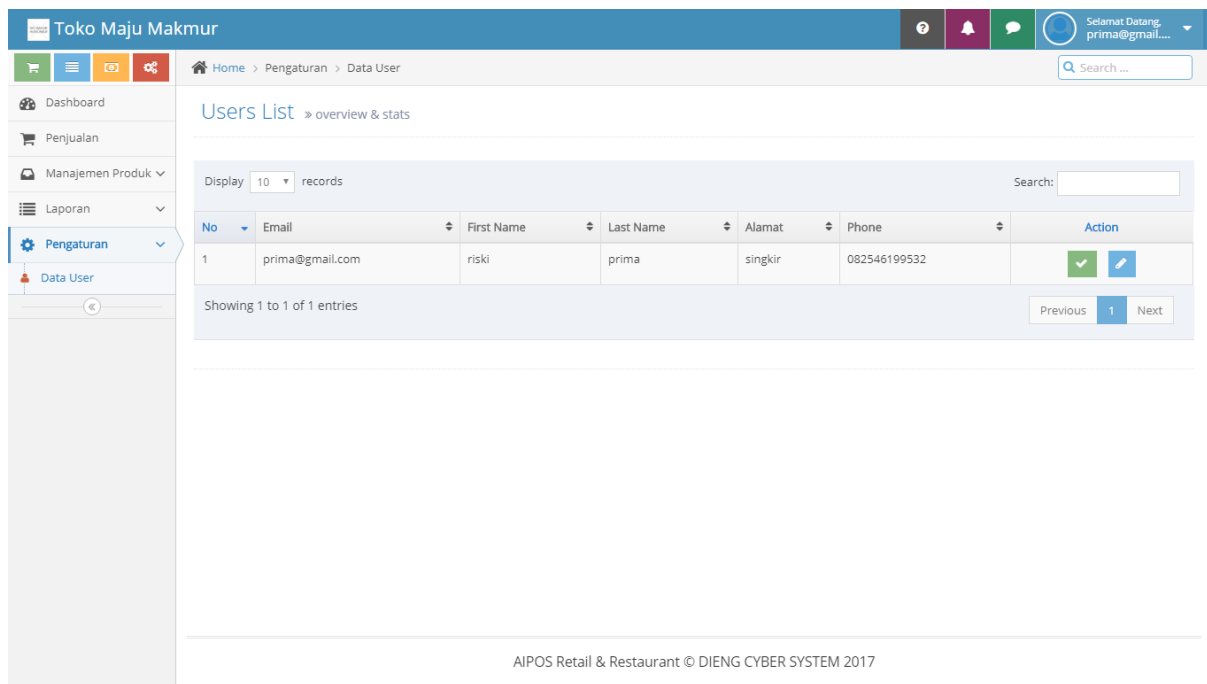 Toko Maju Makmur
Selamat Datang,
prima@gmail....
Home > Pengaturan > Data User
Search ...
Dashboard
Penjualan
Manajemen Produk
Laporan
Pengaturan
Data User
Users List » overview & stats
Display 10 records
Search:
No Email First Name Last Name Alamat Phone Action
1 prima@gmail.com riski prima singkir 082546199532
Showing 1 to 1 of 1 entries
Previous 1 Next
AIPOS Retail & Restaurant © DIENG CYBER SYSTEM 2017